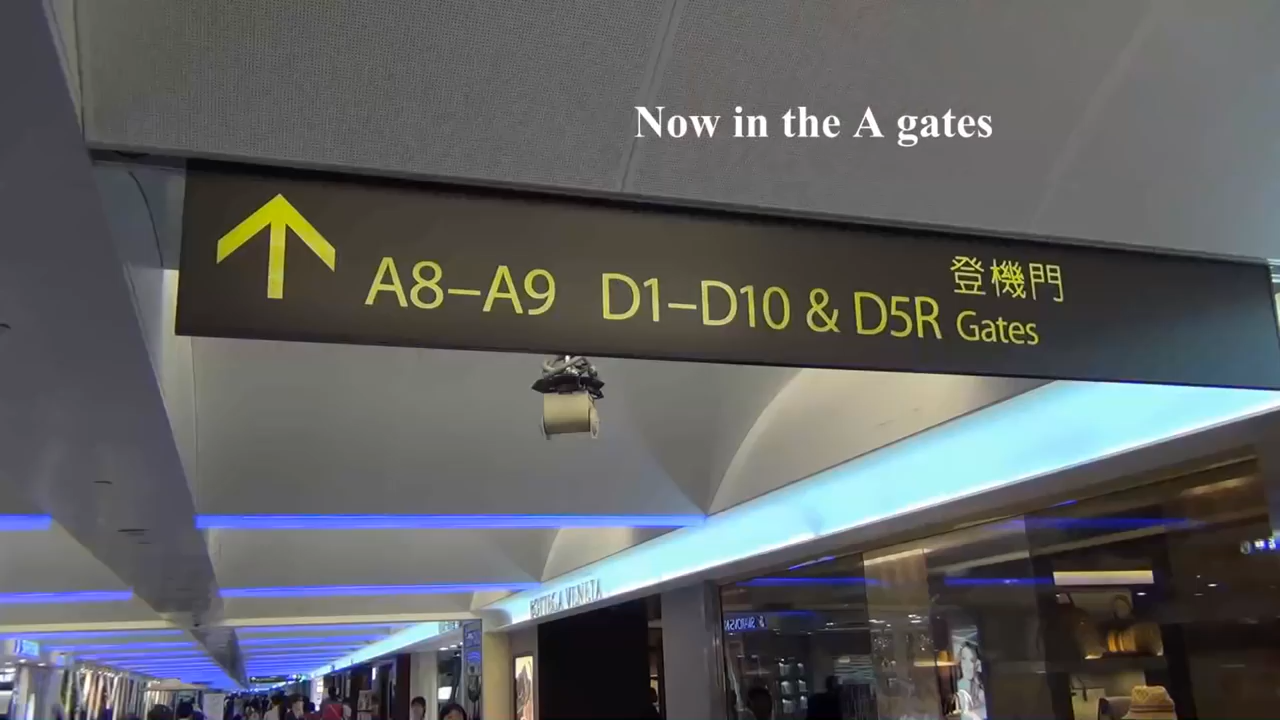 Now in the A gates
A8–A9 D1–D10 & D5R 登機門
Gates
BOTTEGA VENETA